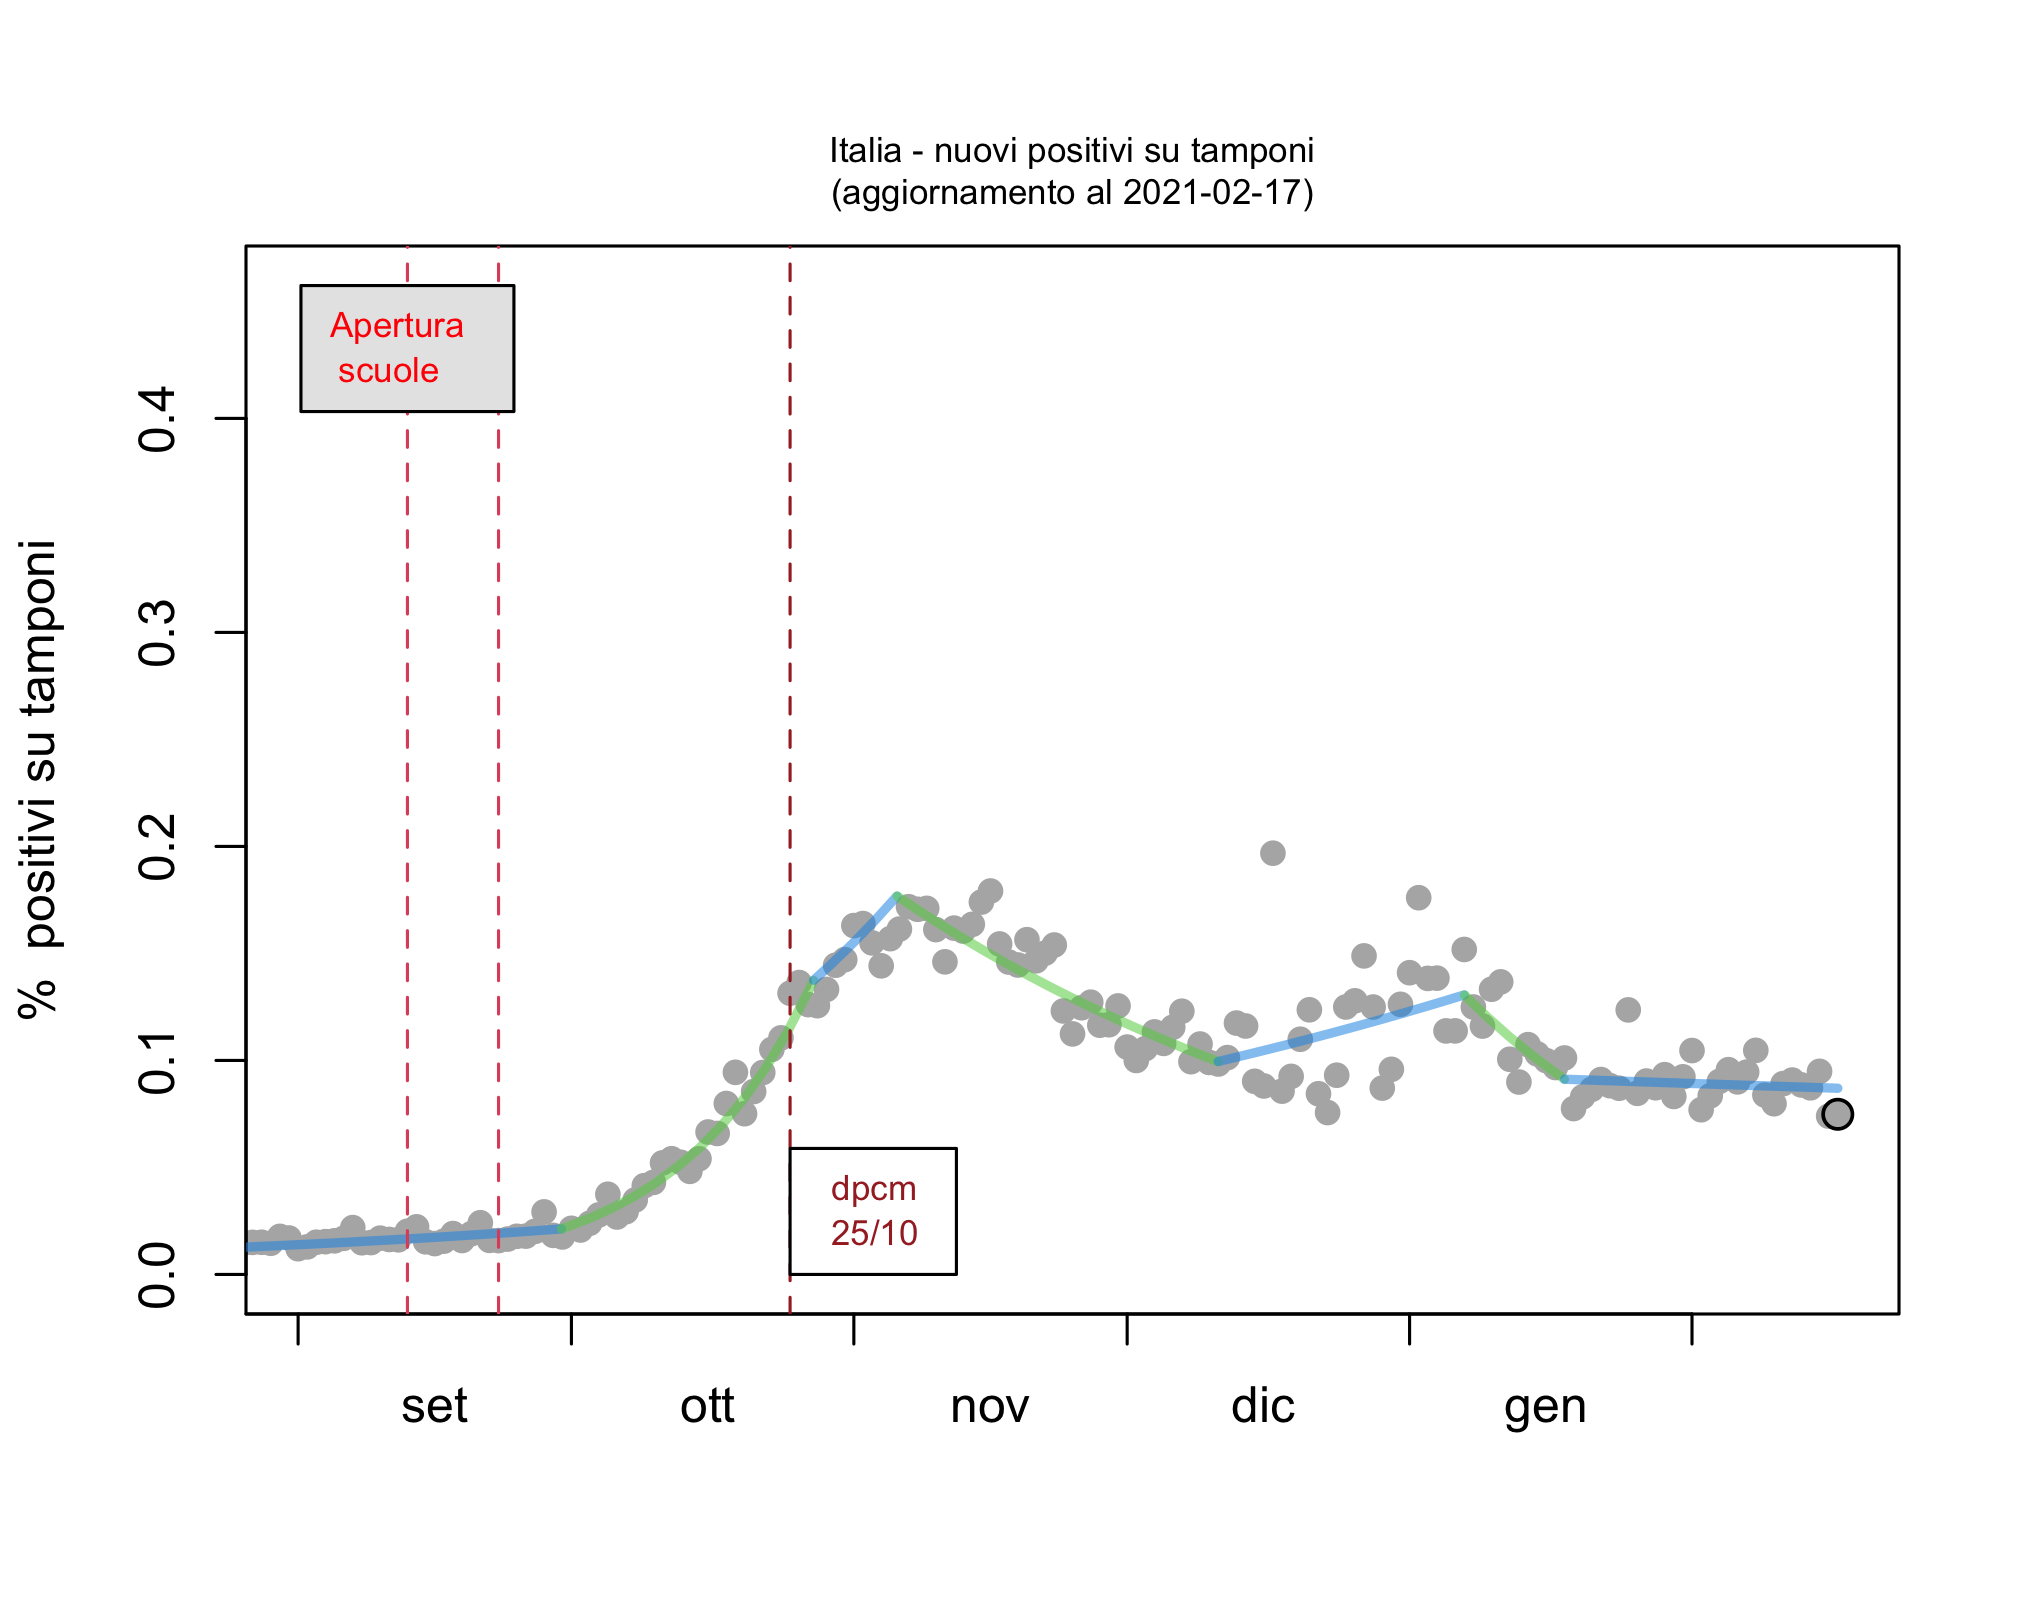 Italia - nuovi positivi su tamponi
(aggiornamento al 2021-02-17)
Apertura
scuole
% positivi su tamponi
0.4
0.3
0.2
0.1
0.0
dpcm
25/10
set
ott
nov
dic
gen